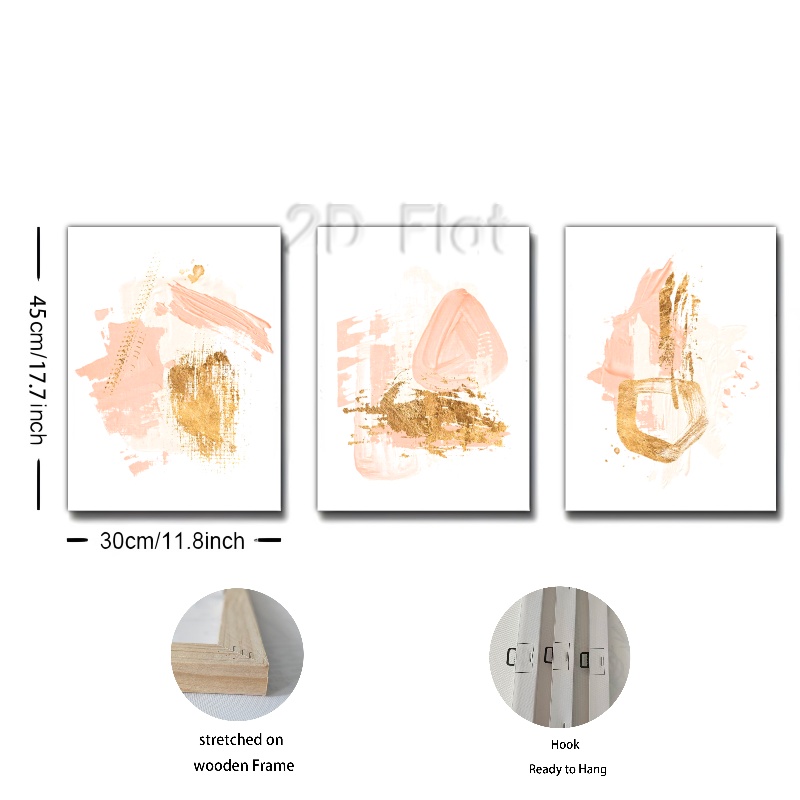 2D Flat
45cm/17.7inch
30cm/11.8inch
stretched on
wooden Frame
Hook
Ready to Hang